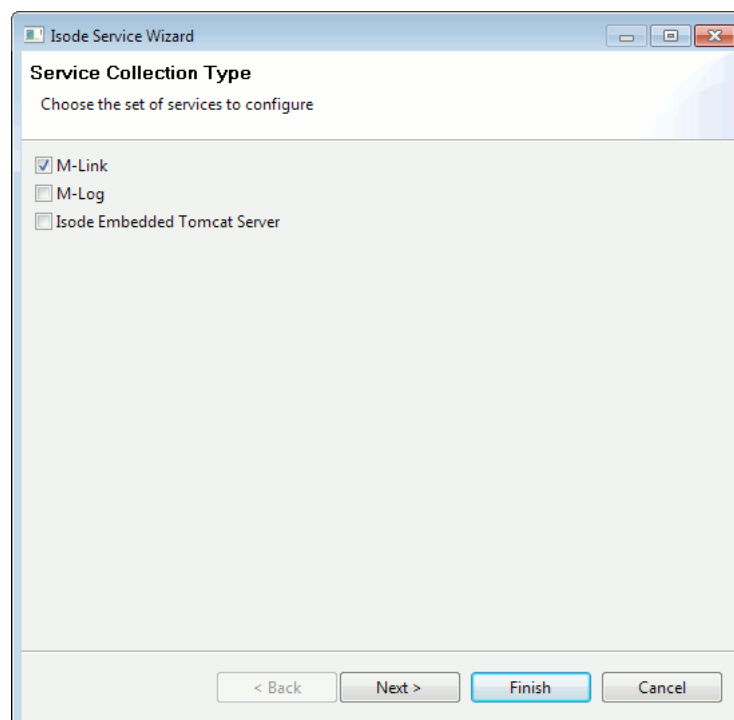 Isode Service Wizard
Service Collection Type
Choose the set of services to configure
M-Link
M-Log
Isode Embedded Tomcat Server
< Back Next > Finish Cancel